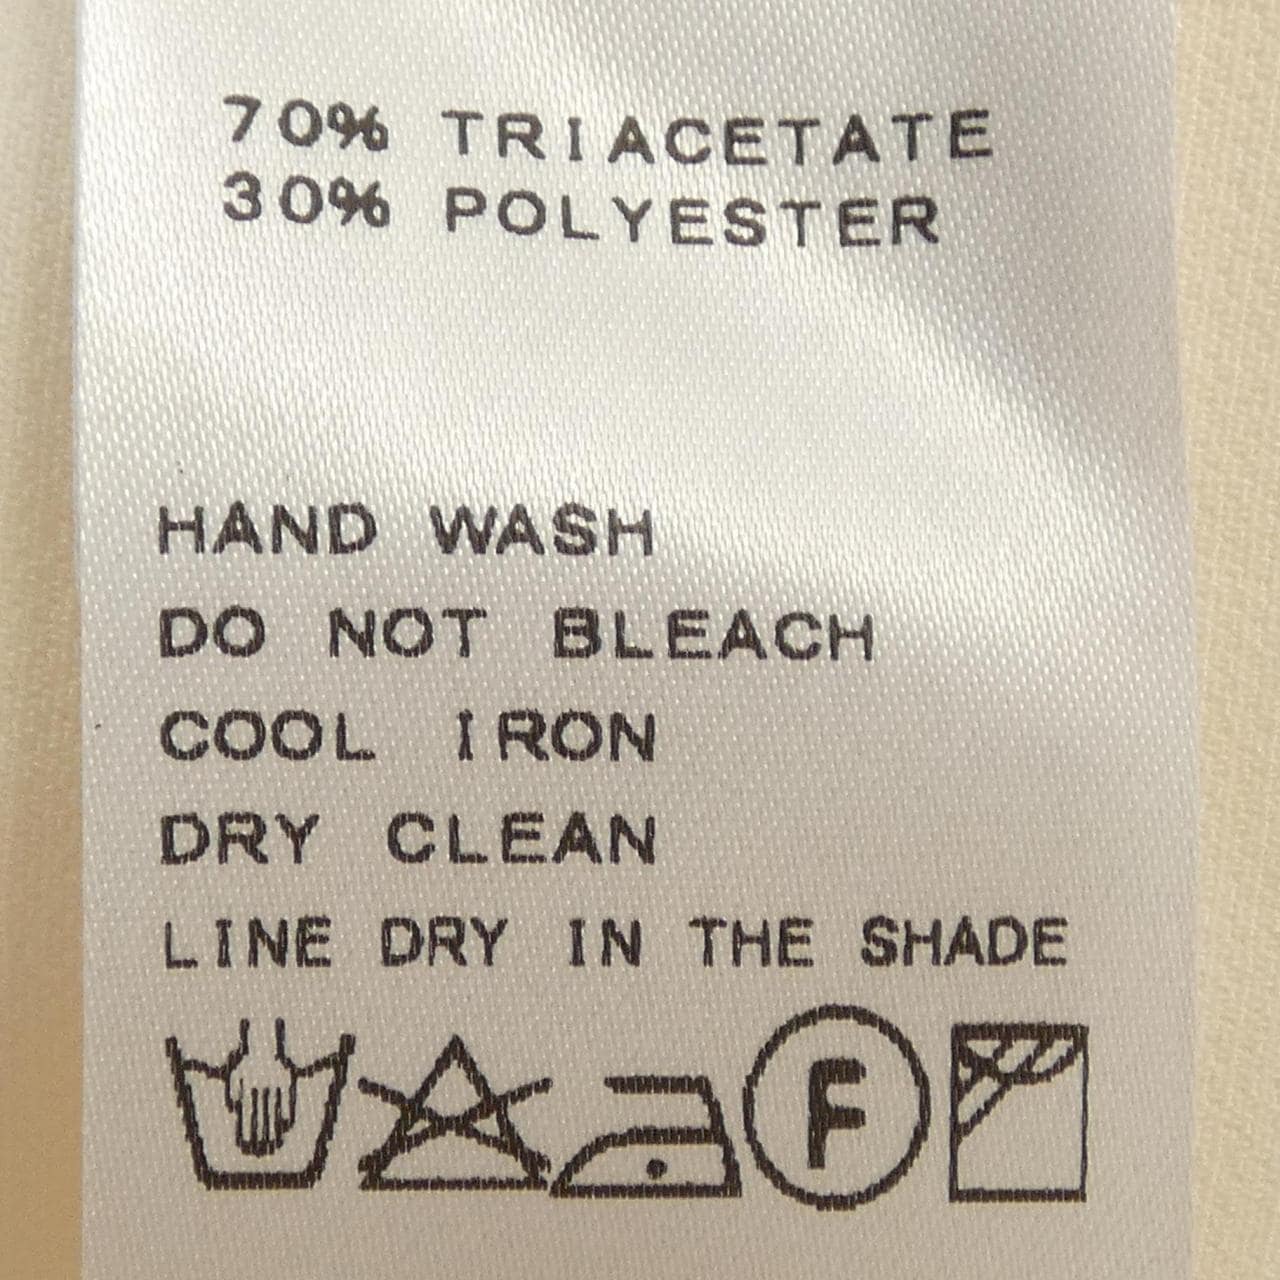 70% TRIACETATE
30% POLYESTER
HAND WASH
DO NOT BLEACH
COOL IRON
DRY CLEAN
LINE DRY IN THE SHADE
F